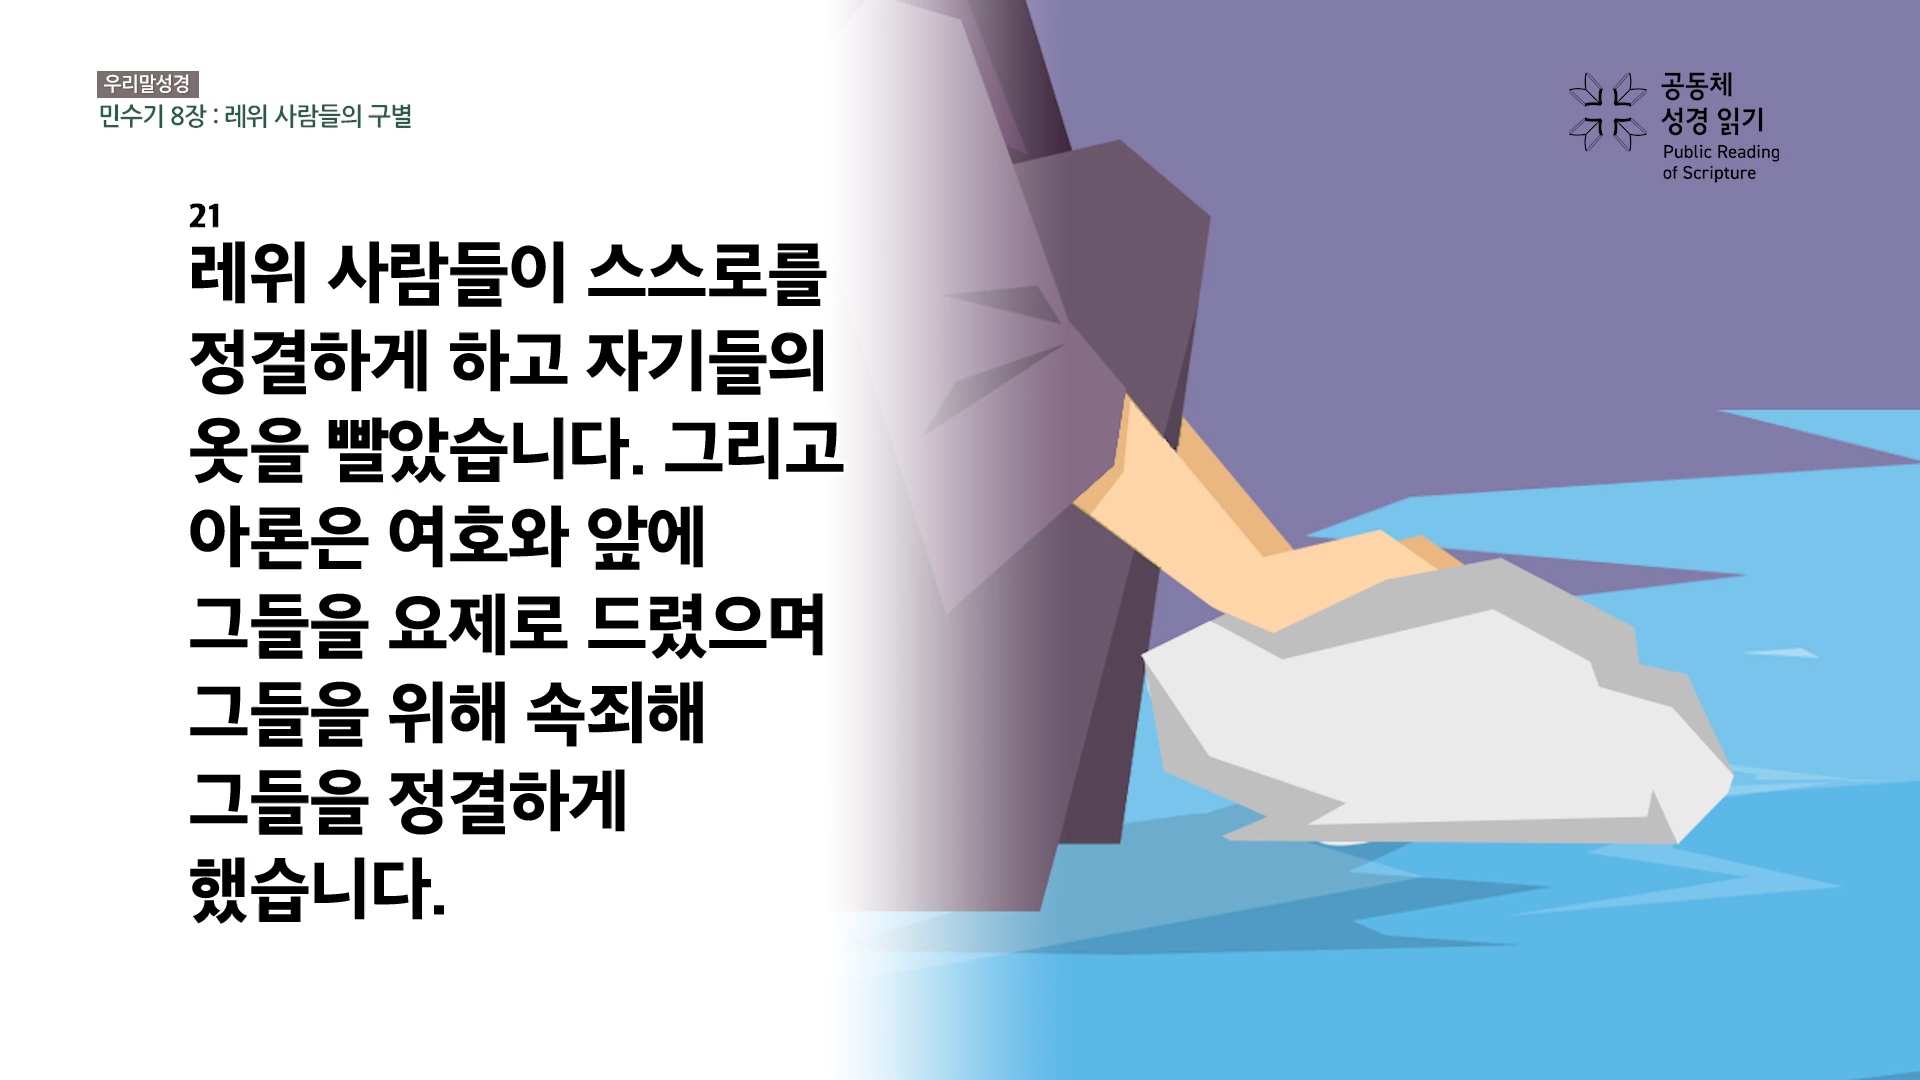 우리말성경
민수기 8장 : 레위 사람들의 구별
공동체
성경 읽기
Public Reading
of Scripture
21
레위 사람들이 스스로를
정결하게 하고 자기들의
옷을 빨았습니다. 그리고
아론은 여호와 앞에
그들을 요제로 드렸으며
그들을 위해 속죄해
그들을 정결하게
했습니다.